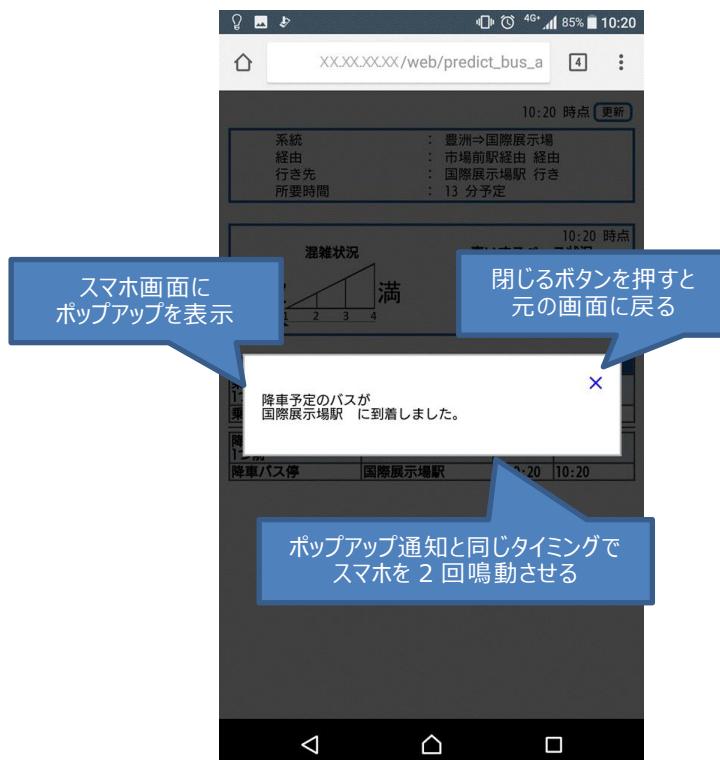 4G+ 85% 10:20
XX.XX.XX.XX/web/predict_bus_a 4
10:20 時点 更新
系統 : 豊洲⇒国際展示場
経由 : 市場前駅経由 経由
行き先 : 国際展示場駅 行き
所要時間 : 13 分予定
10:20 時点
混雑状況
満
1 2 3 4
スマホ画面に
ポップアップを表示
閉じるボタンを押すと
元の画面に戻る
×
降車予定のバスが
国際展示場駅 に到着しました。
降車バス停 国際展示場駅 10:20
ポップアップ通知と同じタイミングで
スマホを2回鳴動させる